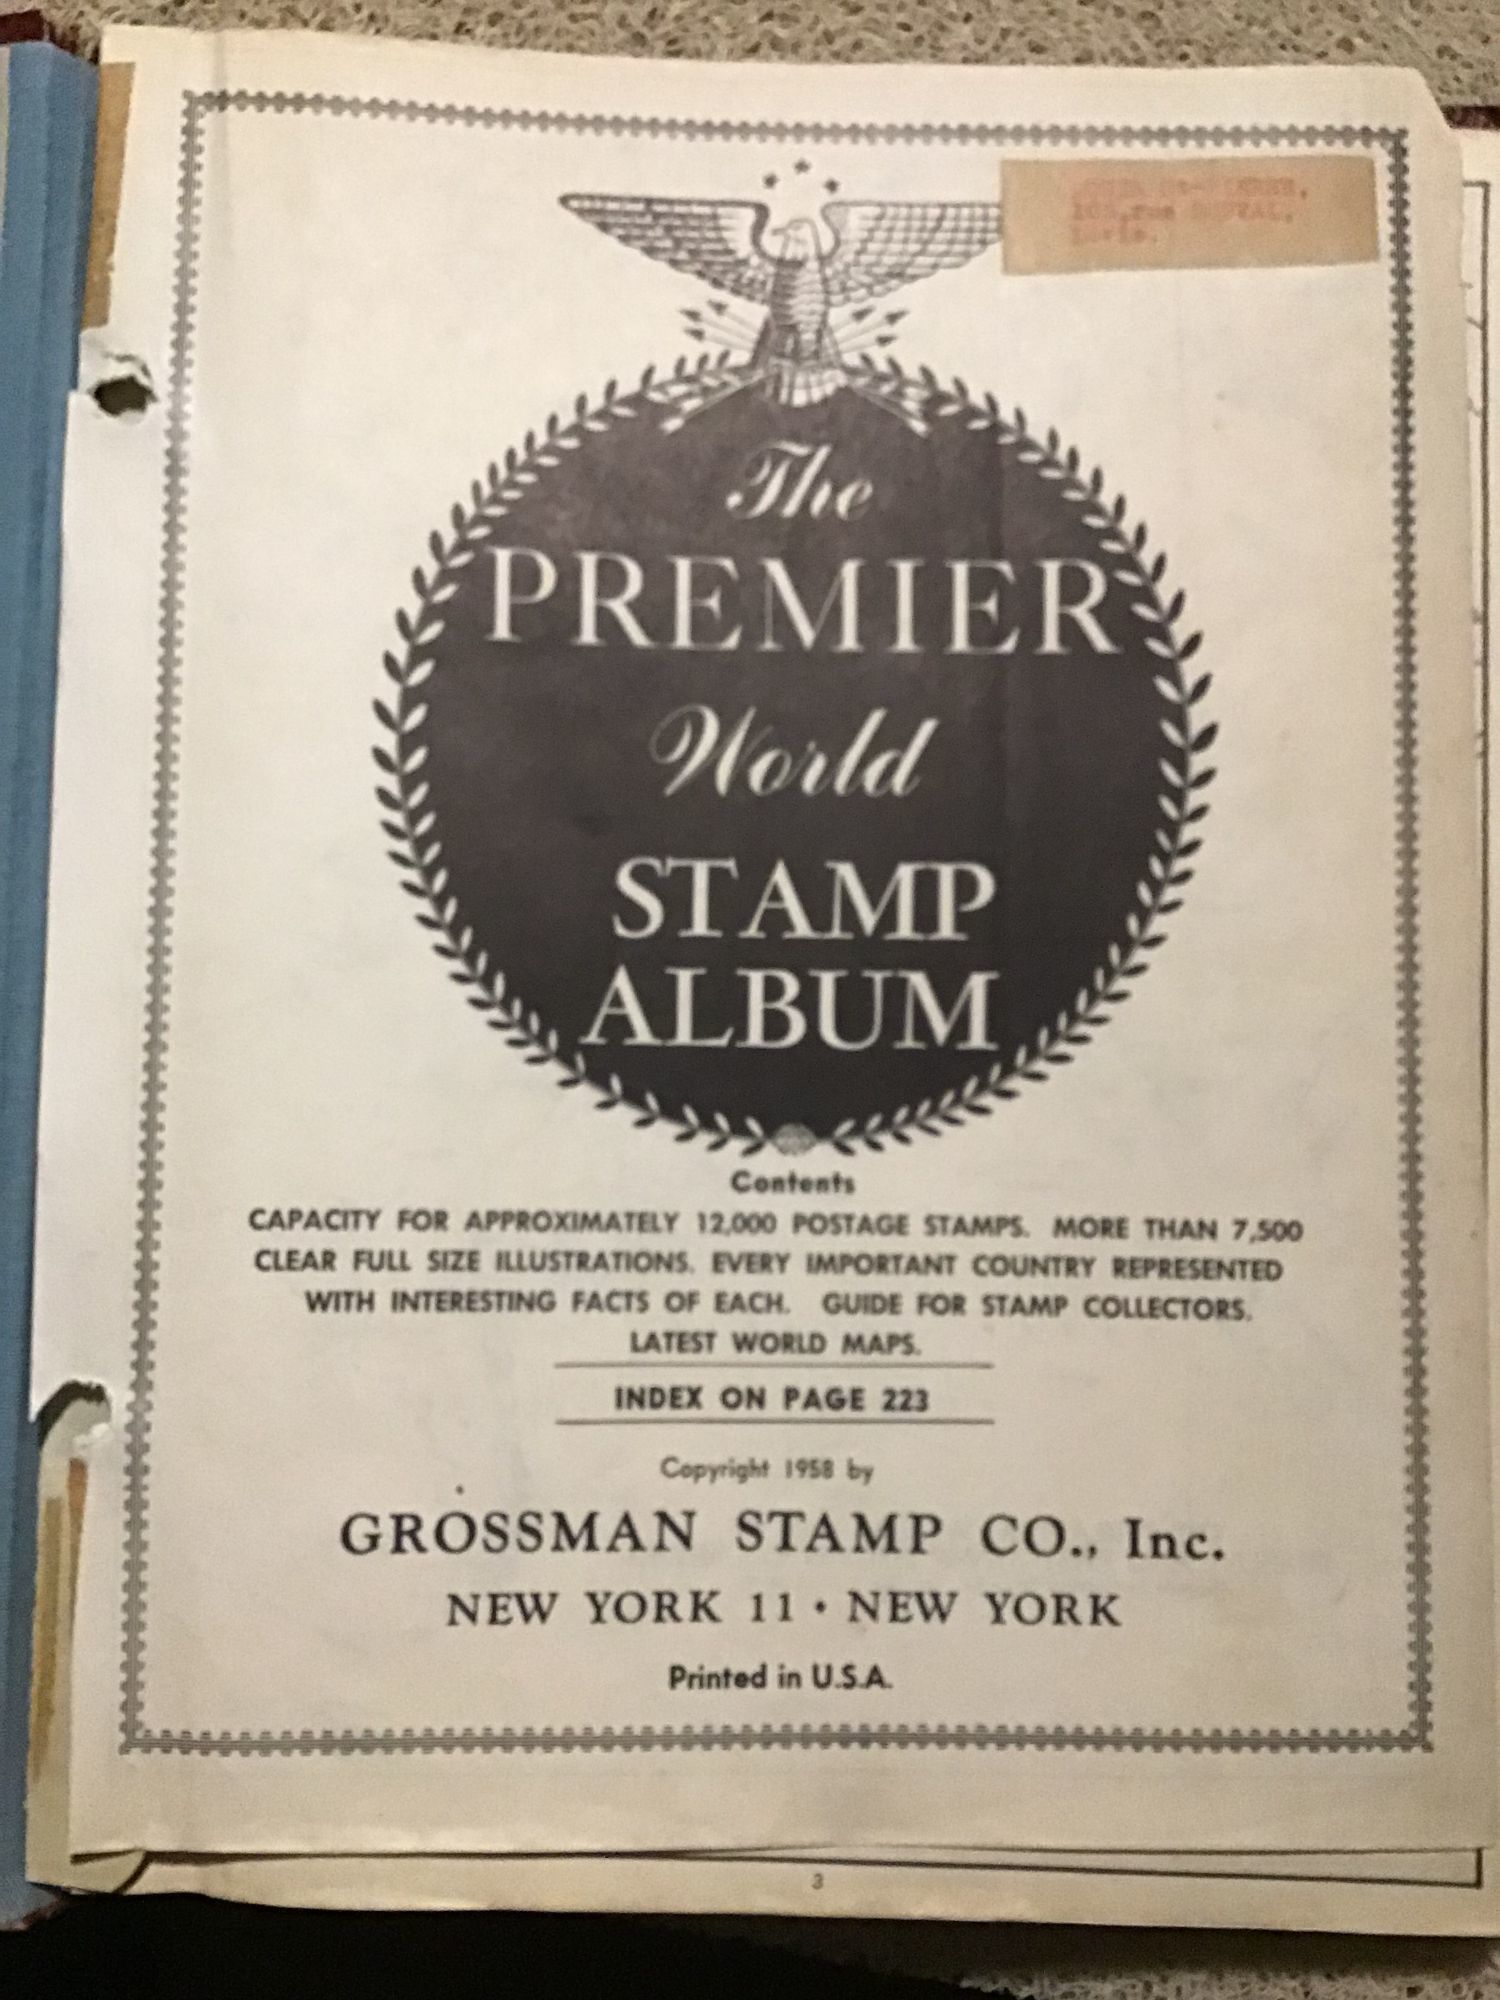 105, rue
The
PREMIER
World
STAMP
ALBUM
Contents
CAPACITY FOR APPROXIMATELY 12,000 POSTAGE STAMPS. MORE THAN 7,500
CLEAR FULL SIZE ILLUSTRATIONS. EVERY IMPORTANT COUNTRY REPRESENTED
WITH INTERESTING FACTS OF EACH. GUIDE FOR STAMP COLLECTORS.
LATEST WORLD MAPS.
INDEX ON PAGE 223
Copyright 1958 by
GROSSMAN STAMP CO., Inc.
NEW YORK 11 • NEW YORK
Printed in U.S.A.
3